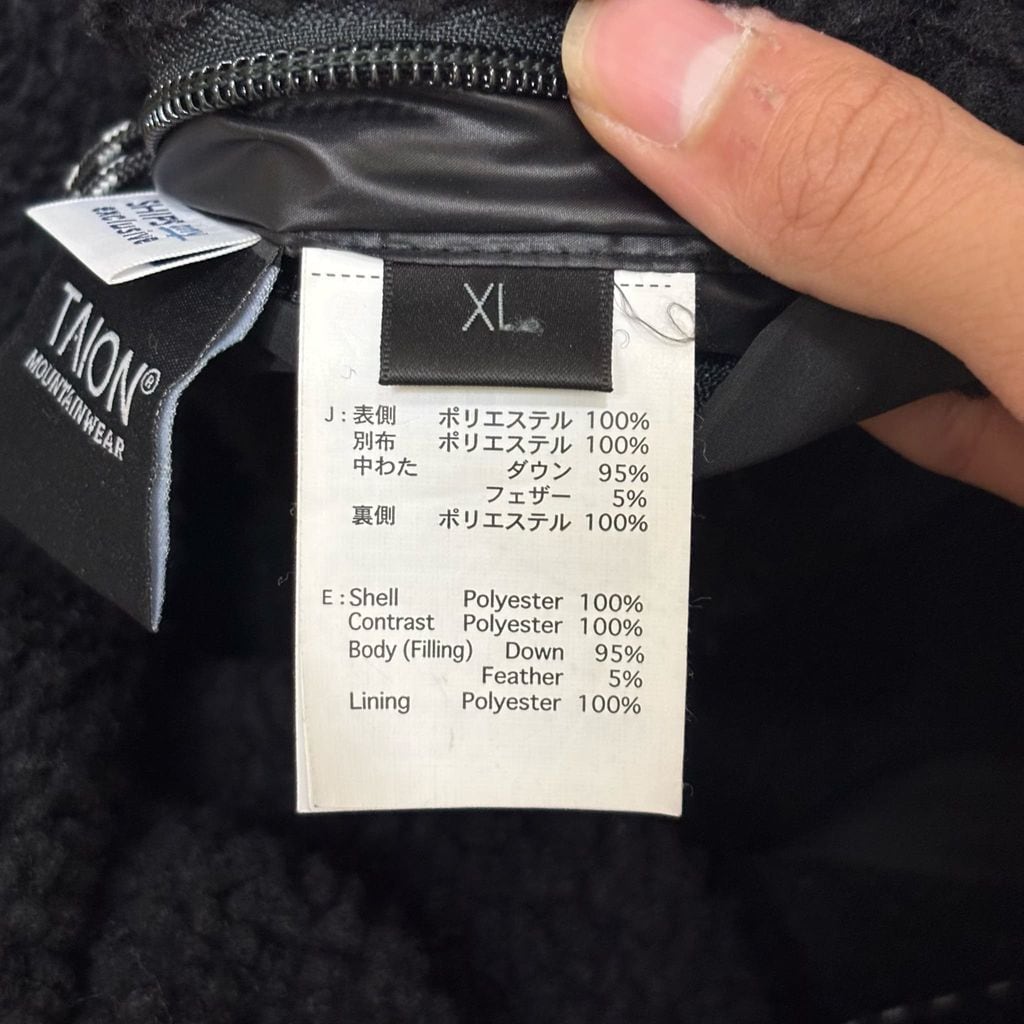 SHIPS any
exclusive
TAION®
MOUNTAINWEAR
XL
J : 表側 ポリエステル 100%
別布 ポリエステル 100%
中わた ダウン 95%
フェザー 5%
裏側 ポリエステル 100%
E : Shell Polyester 100%
Contrast Polyester 100%
Body (Filling) Down 95%
Feather 5%
Lining Polyester 100%